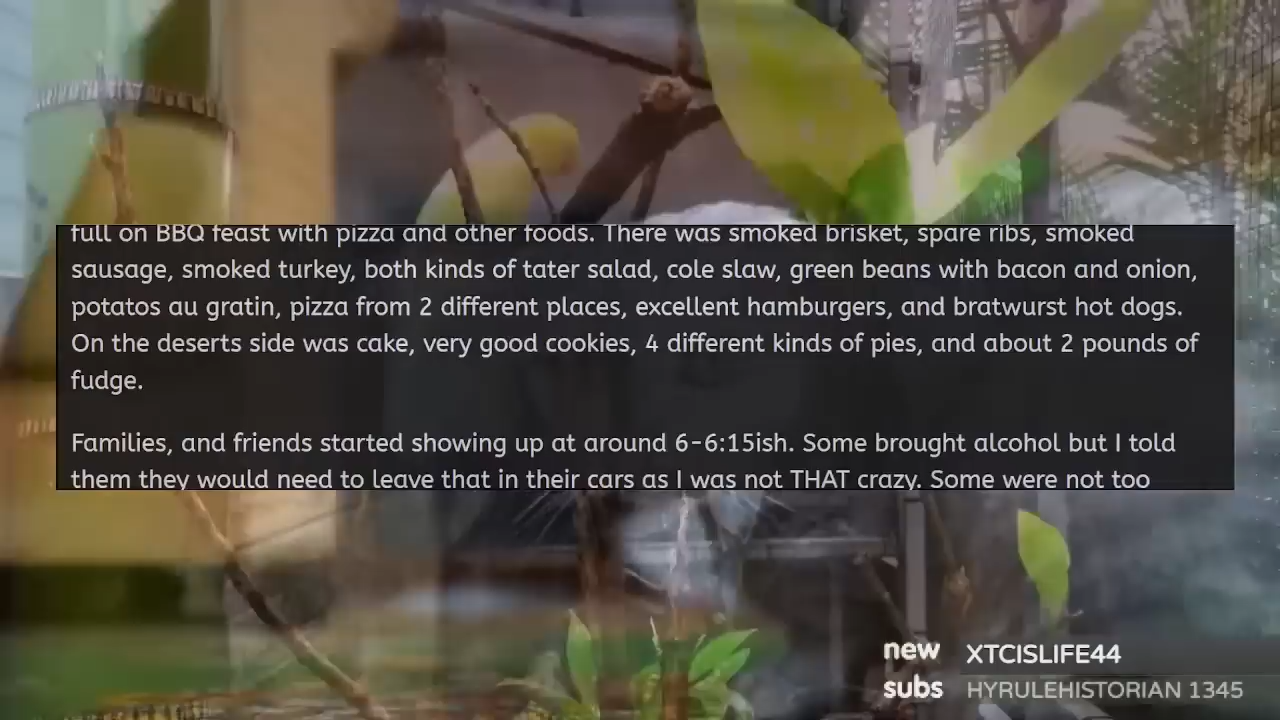 full on BBQ feast with pizza and other foods. There was smoked brisket, spare ribs, smoked
sausage, smoked turkey, both kinds of tater salad, cole slaw, green beans with bacon and onion,
potatos au gratin, pizza from 2 different places, excellent hamburgers, and bratwurst hot dogs.
On the deserts side was cake, very good cookies, 4 different kinds of pies, and about 2 pounds of
fudge.
Families, and friends started showing up at around 6-6:15ish. Some brought alcohol but I told
them they would need to leave that in their cars as I was not THAT crazy. Some were not too
new subs
XTCISLIFE44
HYRULEHISTORIAN 1345